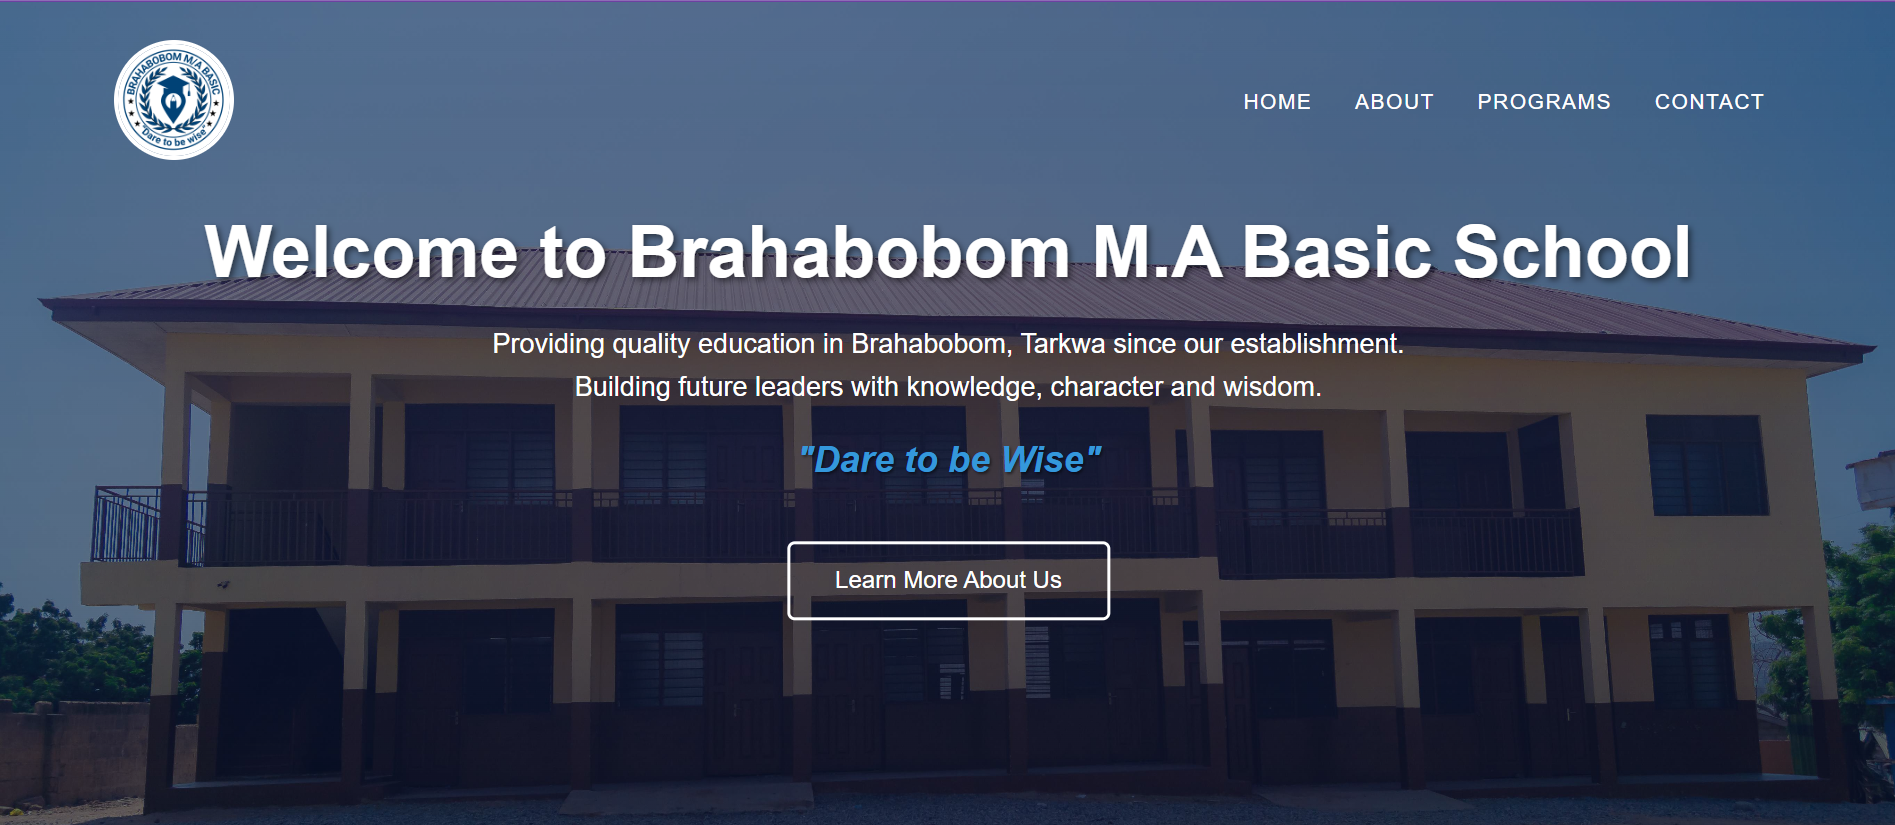 BRAHABOBOM M/A BASIC
"Dare to be wise"
HOME ABOUT PROGRAMS CONTACT
Welcome to Brahabobom M.A Basic School
Providing quality education in Brahabobom, Tarkwa since our establishment.
Building future leaders with knowledge, character and wisdom.
"Dare to be Wise"
Learn More About Us